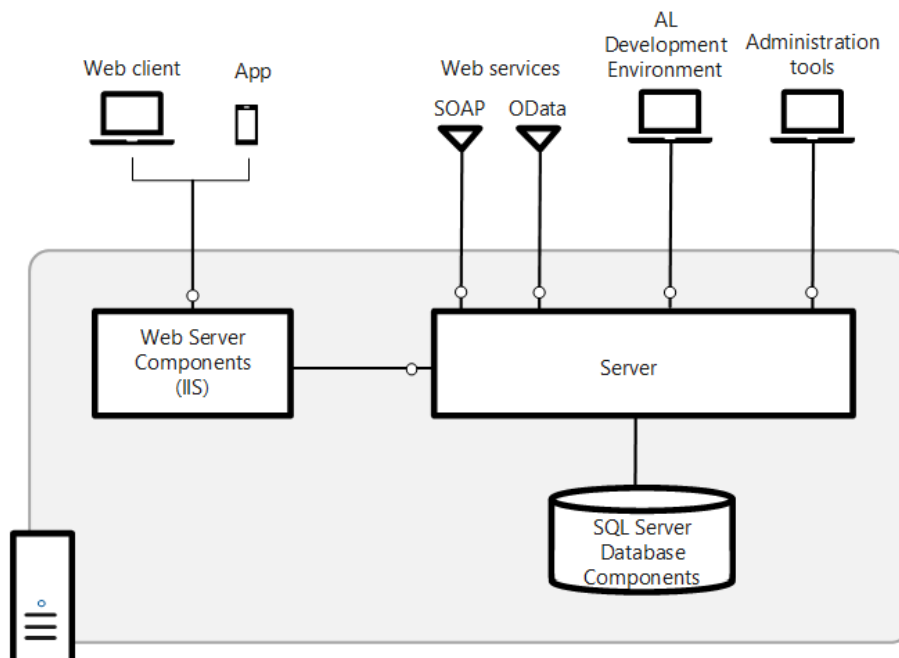 Web client
App
Web services
SOAP
OData
AL
Development
Environment
Administration
tools
Web Server
Components
(IIS)
Server
SQL Server
Database
Components